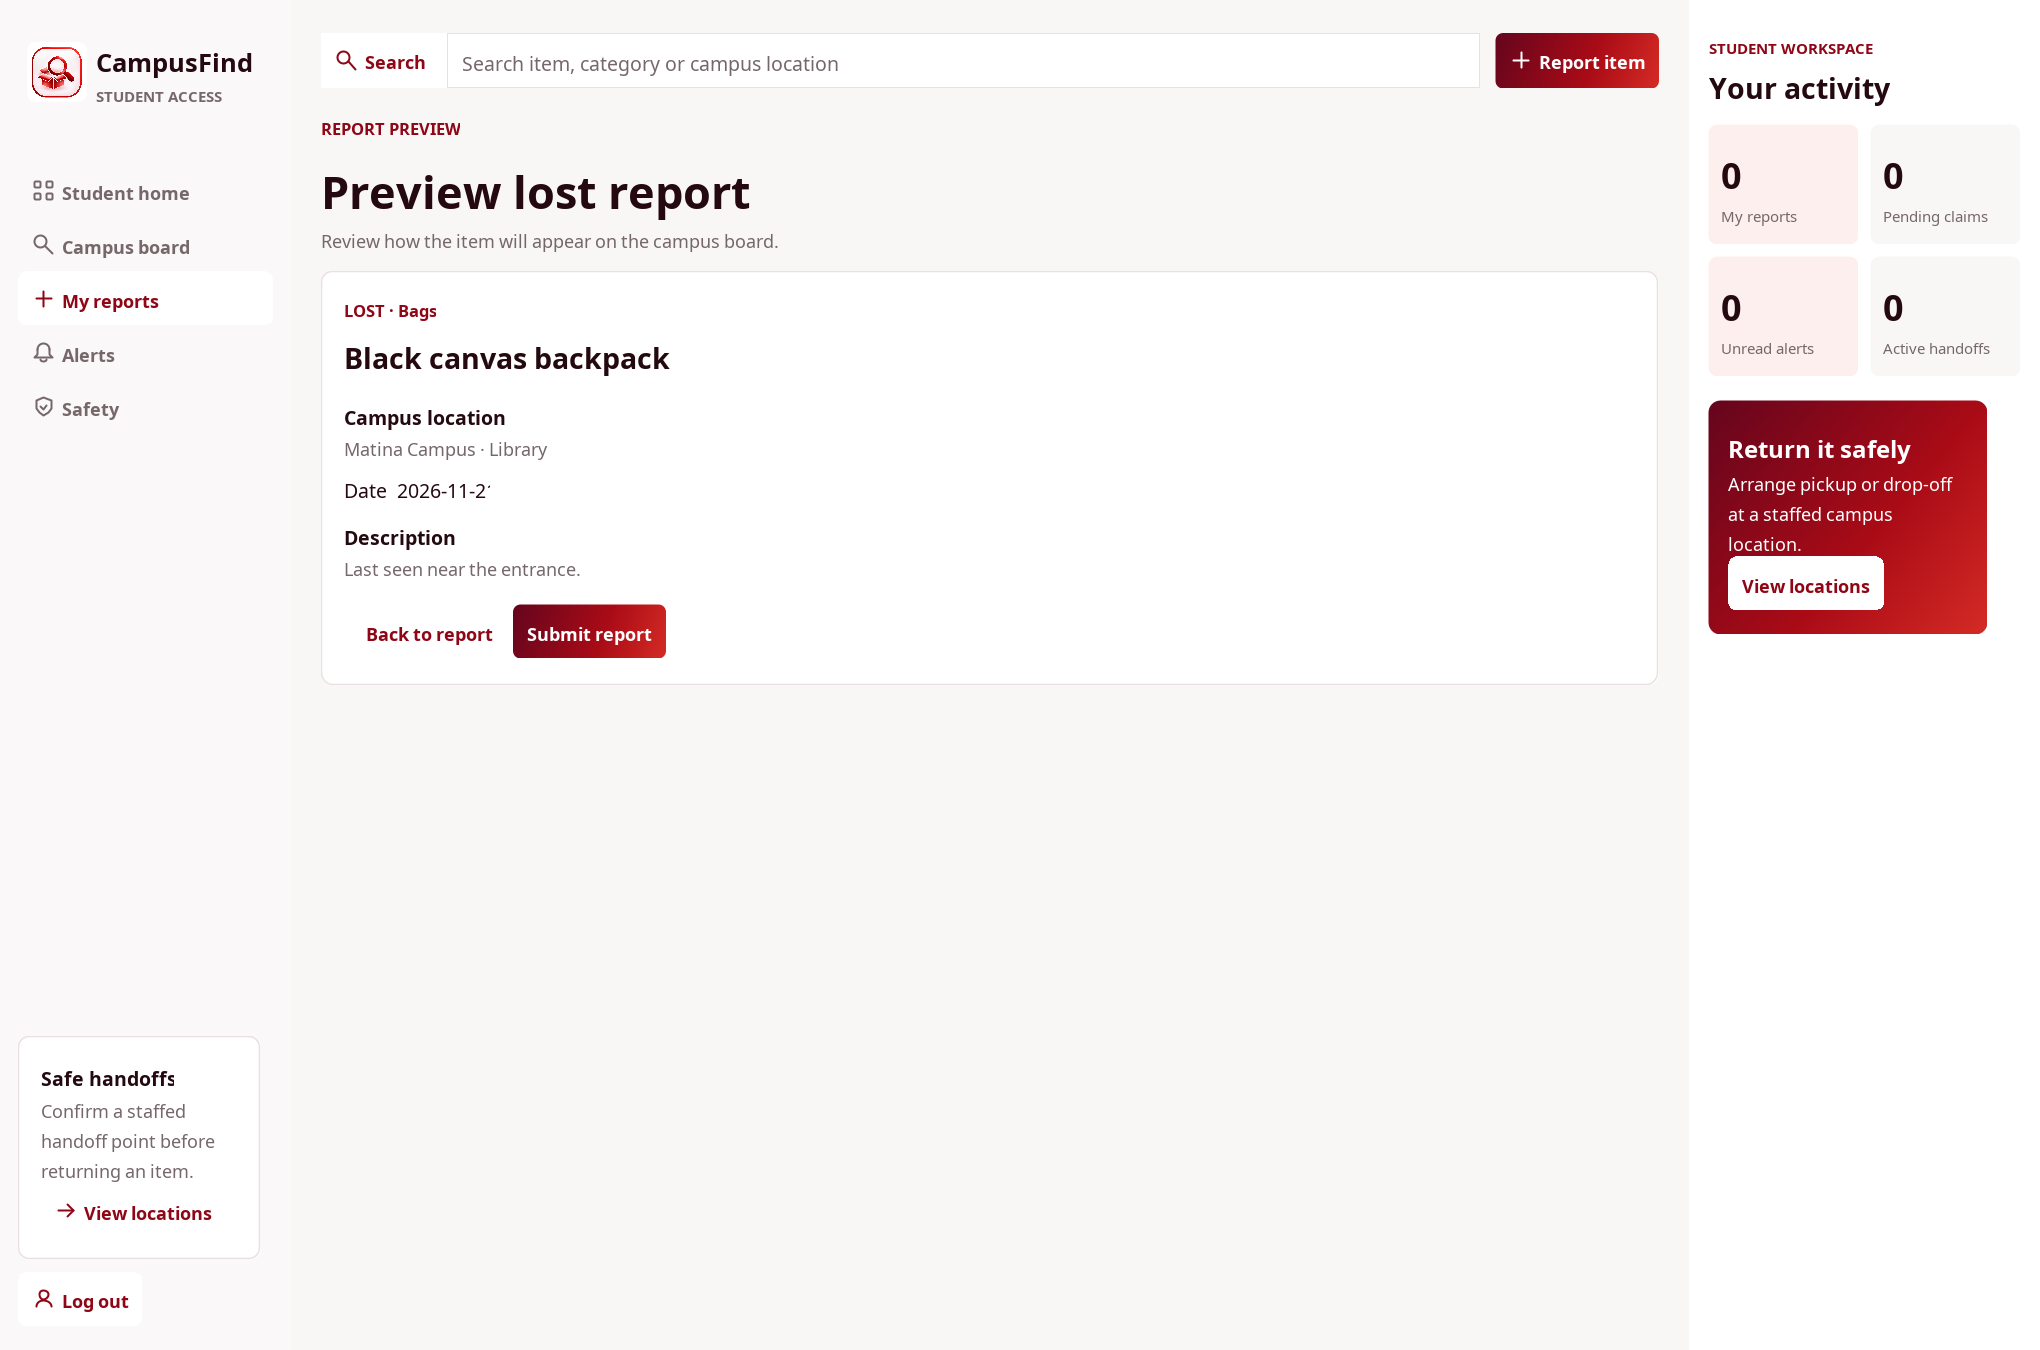 CampusFind
STUDENT ACCESS
Student home
Campus board
My reports
Alerts
Safety
Safe handoffs
Confirm a staffed
handoff point before
returning an item.
View locations
Log out
Search
Search item, category or campus location
Report item
REPORT PREVIEW
Preview lost report
Review how the item will appear on the campus board.
LOST · Bags
Black canvas backpack
Campus location
Matina Campus · Library
Date
Description
Last seen near the entrance.
Back to report
Submit report
STUDENT WORKSPACE
Your activity
0
My reports
0
Pending claims
0
Unread alerts
0
Active handoffs
Return it safely
Arrange pickup or drop-off
at a staffed campus
location.
View locations